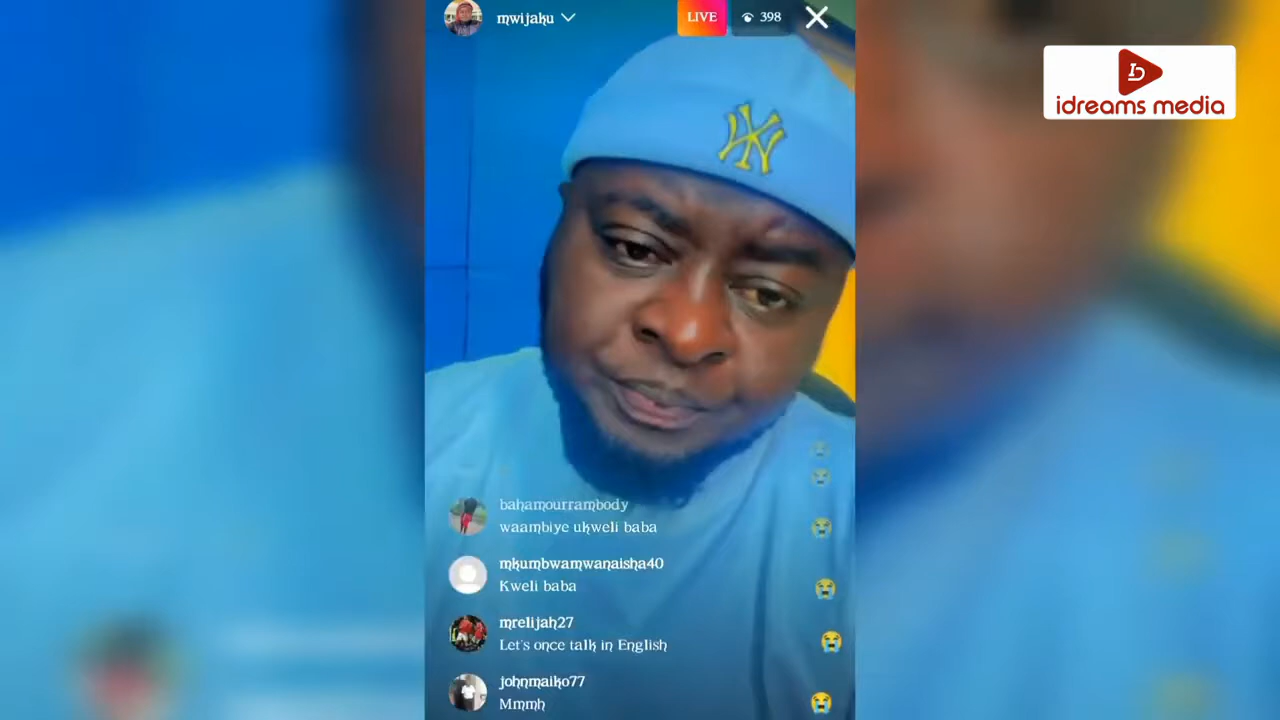 mwijaku
LIVE
398
ID
idreams media
NY
bahamourrambody
waambiye ukweli baba
mkumbwamwanaisha40
Kweli baba
mrelijah27
Let's once talk in English
johnmaiko77
Mmmh